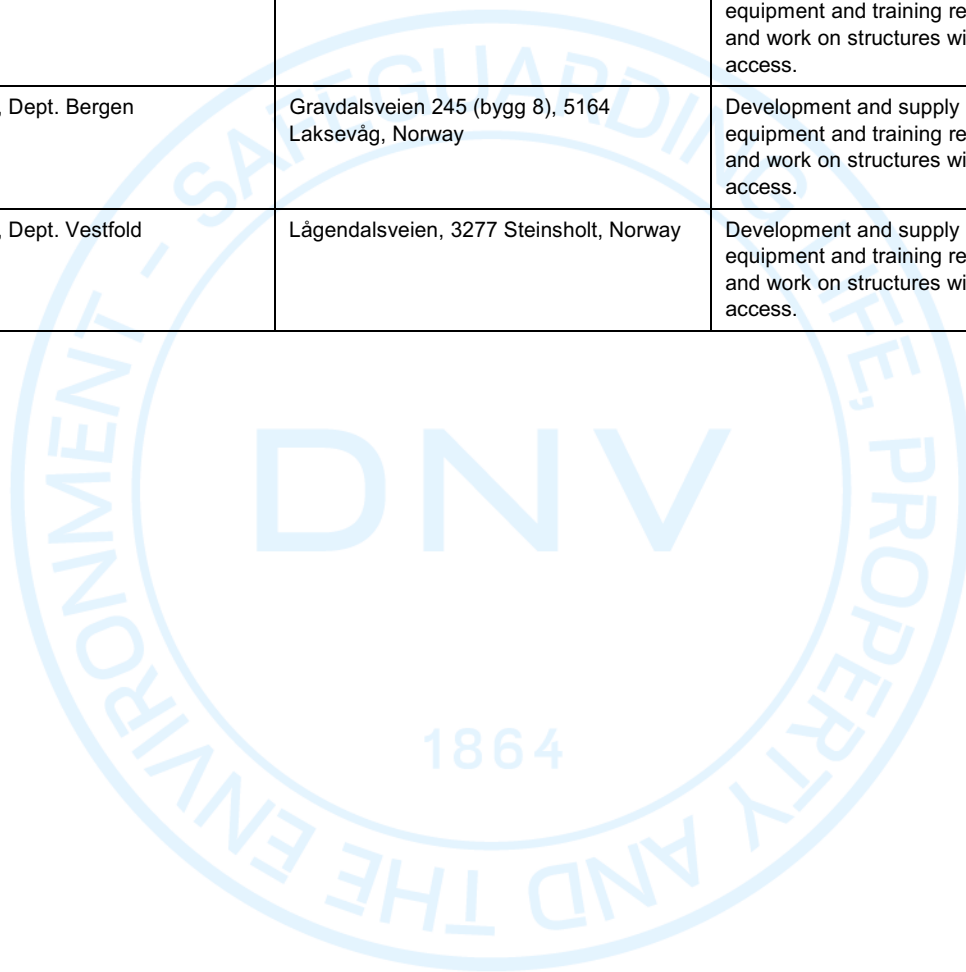 equipment and training re
and work on structures wi
access.
, Dept. Bergen
Gravdalsveien 245 (bygg 8), 5164
Laksevåg, Norway
Development and supply
equipment and training re
and work on structures wi
access.
, Dept. Vestfold
Lågendalsveien, 3277 Steinsholt, Norway
Development and supply
equipment and training re
and work on structures wi
access.
SAFEGUARDING LIFE, PROPERTY AND THE ENVIRONMENT -
DNV
1864